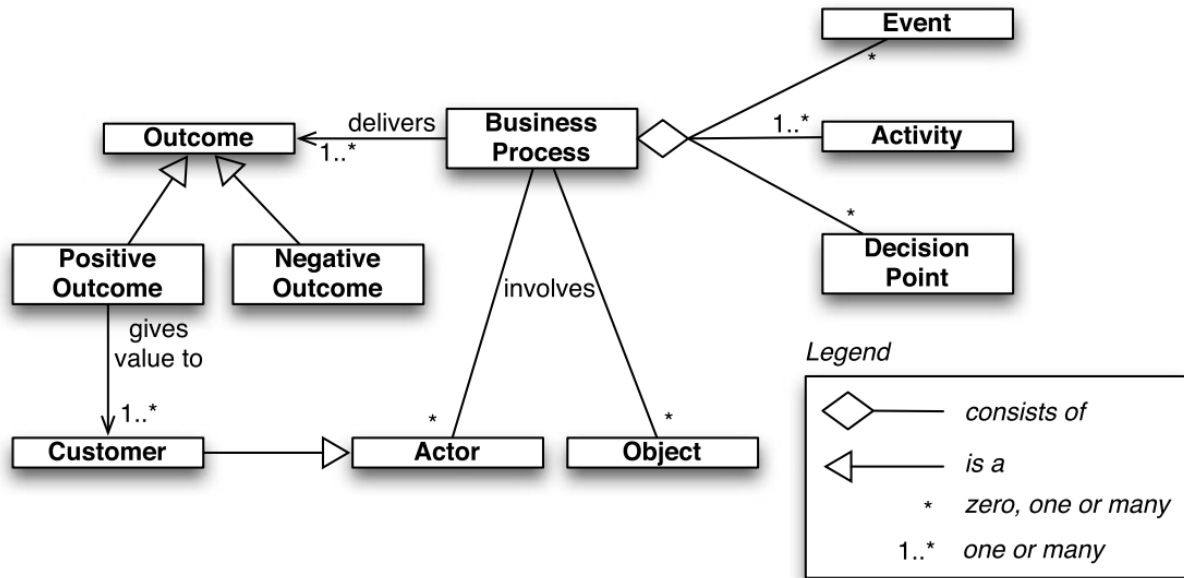 Event
*
delivers
Business
Process
1..*
Activity
Outcome
1..*
*
Decision
Point
Positive
Outcome
Negative
Outcome
involves
gives
value to
1..*
*
*
Customer
Actor
Object
Legend
consists of
is a
* zero, one or many
1..* one or many